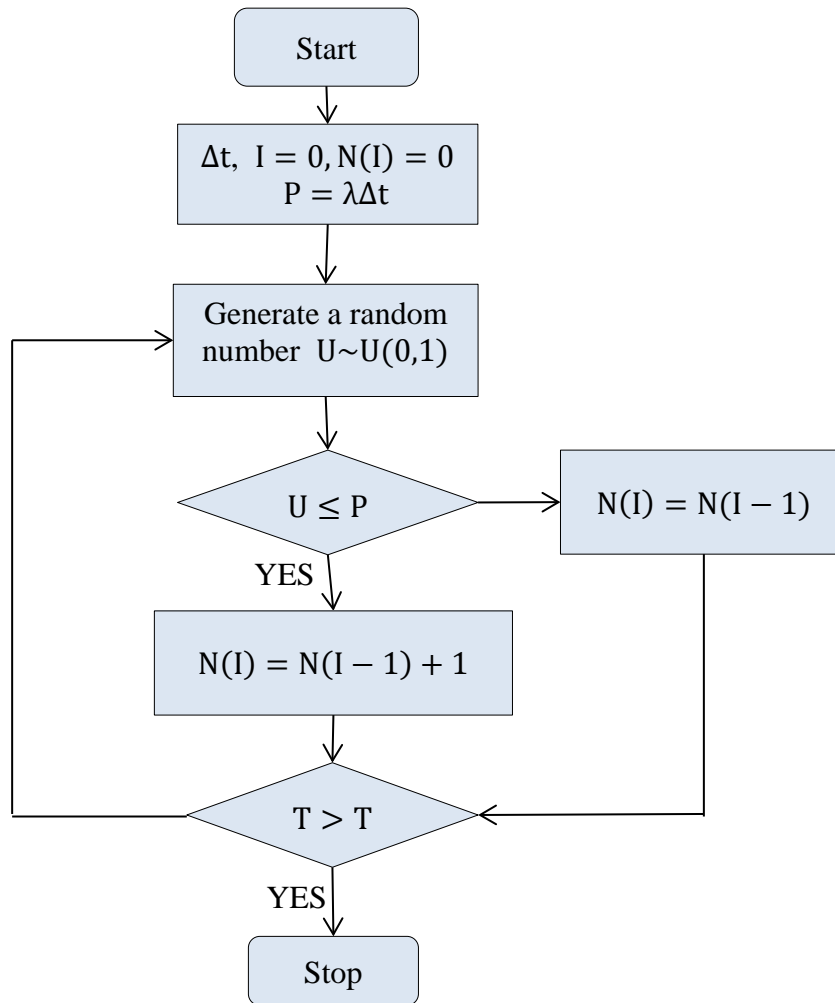 Start
Δt, I = 0, N(I) = 0
P = λΔt
Generate a random
number U~U(0,1)
U ≤ P
N(I) = N(I − 1)
YES
N(I) = N(I − 1) + 1
T > T
YES
Stop